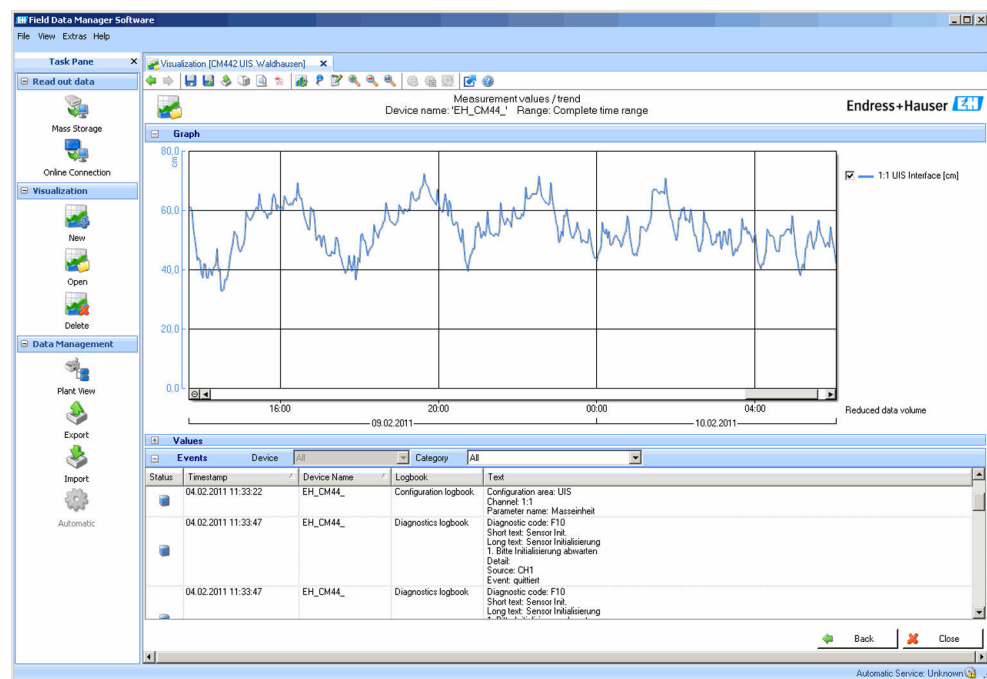 Field Data Manager Software
File View Extras Help
Task Pane X
Visualization [CM442 UIS Waldhausen] X
Read out data
Mass Storage
Online Connection
Visualization
New
Open
Delete
Data Management
Plant View
Export
Import
Automatic
Measurement values / trend
Device name: 'EH_CM44_' Range: Complete time range
Endress+Hauser EH
Graph
80,0
cm
60,0
40,0
20,0
0,0
16:00 20:00 00:00 04:00
09.02.2011 10.02.2011
1:1 UIS Interface [cm]
Reduced data volume
Values
Events Device All Category All
Status Timestamp Device Name Logbook Text
04.02.2011 11:33:22 EH_CM44_ Configuration logbook Configuration area: UIS
Channel: 1:1
Parameter name: Masseinheit
04.02.2011 11:33:47 EH_CM44_ Diagnostics logbook Diagnostic code: F10
Short text: Sensor Init.
Long text: Sensor Initialisierung
1. Bitte Initialisierung abwarten
Detail:
Source: CH1
Event: quittiert
04.02.2011 11:33:47 EH_CM44_ Diagnostics logbook Diagnostic code: F10
Short text: Sensor Init.
Long text: Sensor Initialisierung
Back Close
Automatic Service: Unknown